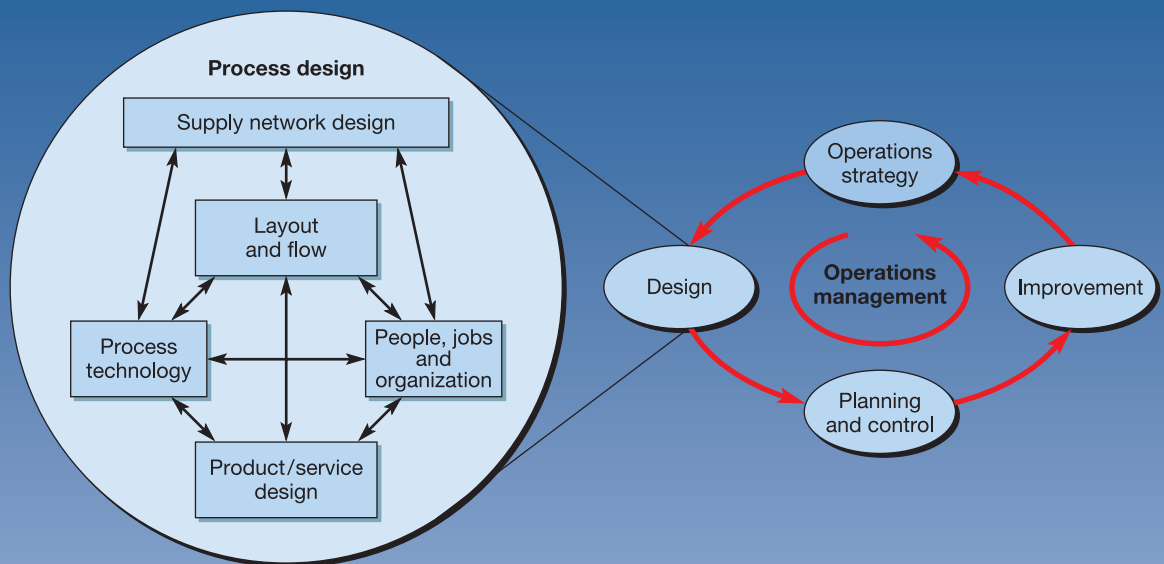 Process design
Supply network design
Layout
and flow
Process
technology
People, jobs
and
organization
Product/service
design
Operations
strategy
Design
Operations
management
Improvement
Planning
and control